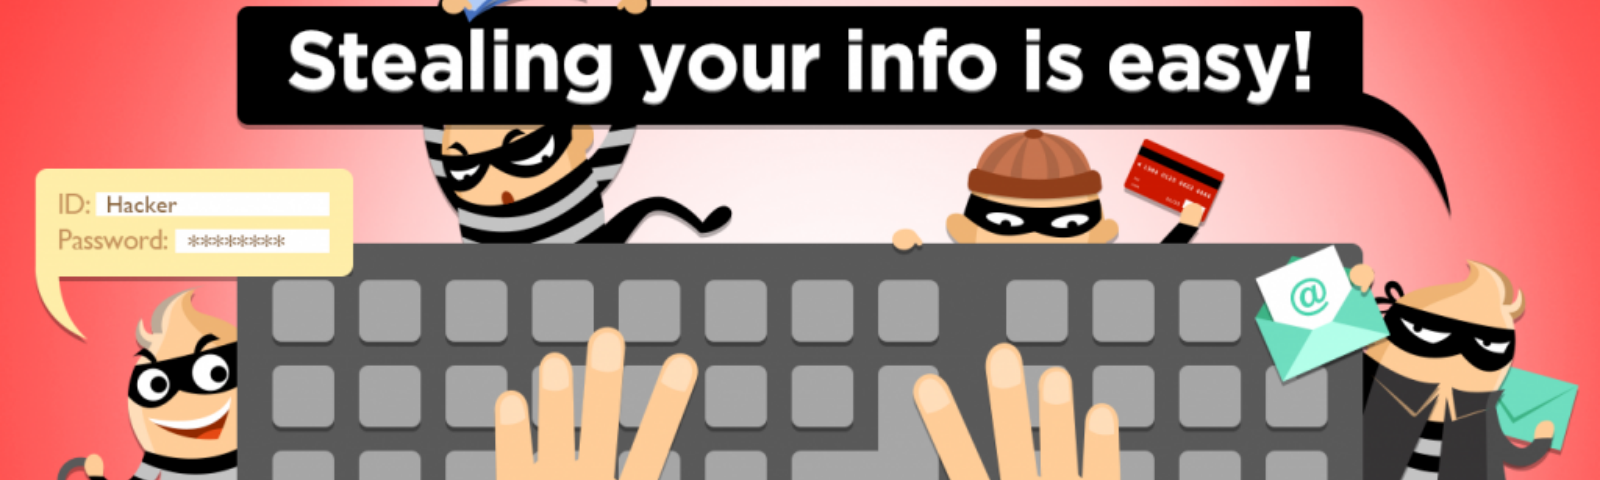 Stealing your info is easy!
ID: Hacker
Password: ********
@